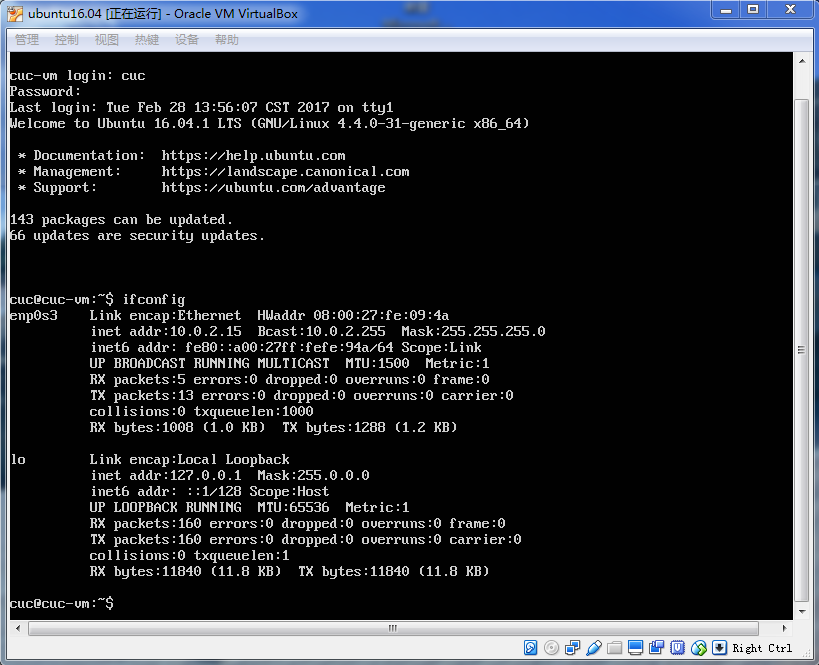 ubuntu16.04 [正在运行] - Oracle VM VirtualBox
管理 控制 视图 热键 设备 帮助
cuc-vm login: cuc
Password:
Last login: Tue Feb 28 13:56:07 CST 2017 on tty1
Welcome to Ubuntu 16.04.1 LTS (GNU/Linux 4.4.0-31-generic x86_64)
* Documentation:  https://help.ubuntu.com
* Management:     https://landscape.canonical.com
* Support:        https://ubuntu.com/advantage
143 packages can be updated.
66 updates are security updates.
cuc@cuc-vm:~$ ifconfig
enp0s3    Link encap:Ethernet  HWaddr 08:00:27:fe:09:4a
inet addr:10.0.2.15  Bcast:10.0.2.255  Mask:255.255.255.0
inet6 addr: fe80::a00:27ff:fefe:94a/64 Scope:Link
UP BROADCAST RUNNING MULTICAST  MTU:1500  Metric:1
RX packets:5 errors:0 dropped:0 overruns:0 frame:0
TX packets:13 errors:0 dropped:0 overruns:0 carrier:0
collisions:0 txqueuelen:1000
RX bytes:1008 (1.0 KB)  TX bytes:1288 (1.2 KB)
lo        Link encap:Local Loopback
inet addr:127.0.0.1  Mask:255.0.0.0
inet6 addr: ::1/128 Scope:Host
UP LOOPBACK RUNNING  MTU:65536  Metric:1
RX packets:160 errors:0 dropped:0 overruns:0 frame:0
TX packets:160 errors:0 dropped:0 overruns:0 carrier:0
collisions:0 txqueuelen:1
RX bytes:11840 (11.8 KB)  TX bytes:11840 (11.8 KB)
cuc@cuc-vm:~$
Right Ctrl